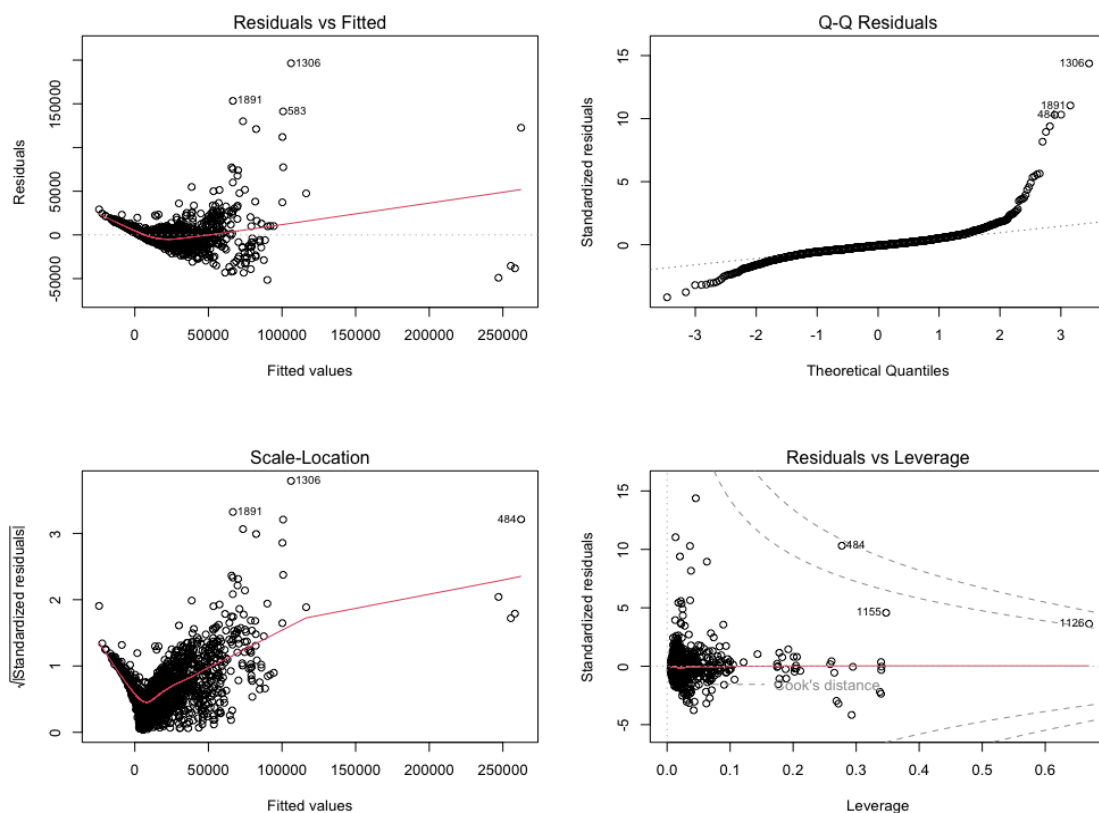 Residuals vs Fitted
Residuals
150000
50000
0
-50000
1306
1891
583
0 50000 100000 150000 200000 250000
Fitted values
Q-Q Residuals
Standardized residuals
15
10
5
0
1306
1891
484
-3 -2 -1 0 1 2 3
Theoretical Quantiles
Scale-Location
√|Standardized residuals|
3
2
1
0
1306
1891
484
0 50000 100000 150000 200000 250000
Fitted values
Residuals vs Leverage
Standardized residuals
15
10
5
0
-5
484
1155
1126
Cook's distance
0.0 0.1 0.2 0.3 0.4 0.5 0.6
Leverage